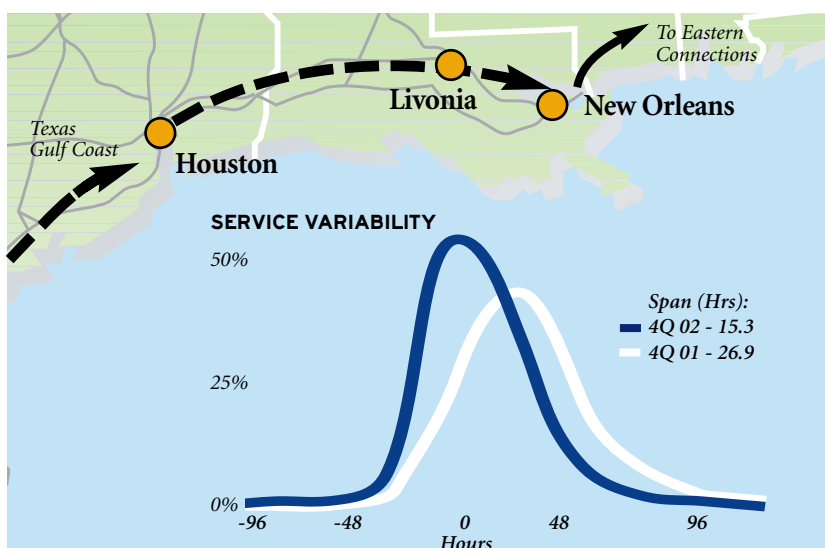 To Eastern
Connections
Livonia
New Orleans
Texas
Gulf Coast
Houston
SERVICE VARIABILITY
50%
Span (Hrs):
4Q 02 - 15.3
4Q 01 - 26.9
25%
0%
-96 -48 0 48 96
Hours